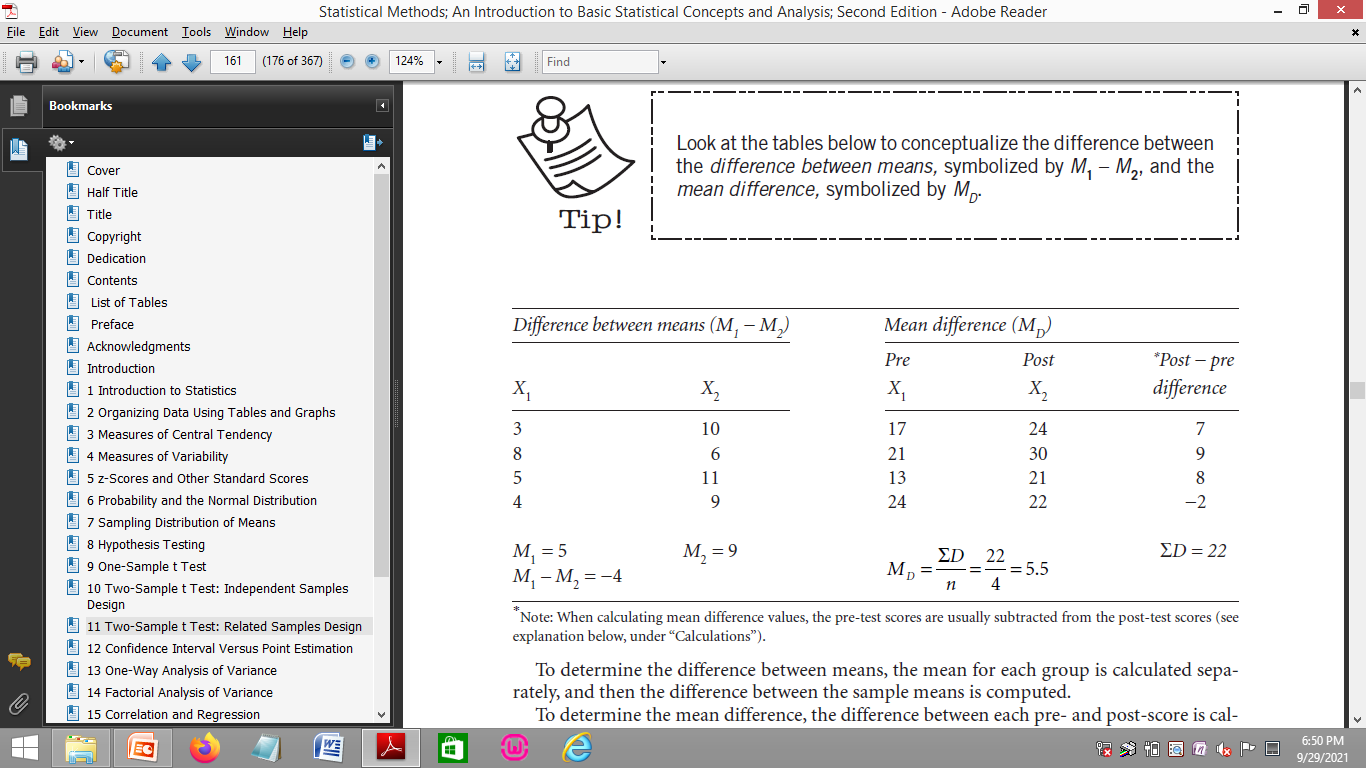 Statistical Methods; An Introduction to Basic Statistical Concepts and Analysis; Second Edition - Adobe Reader
File Edit View Document Tools Window Help
161 (176 of 367) 124% Find
Bookmarks
Cover
Half Title
Title
Copyright
Dedication
Contents
List of Tables
Preface
Acknowledgments
Introduction
1 Introduction to Statistics
2 Organizing Data Using Tables and Graphs
3 Measures of Central Tendency
4 Measures of Variability
5 z-Scores and Other Standard Scores
6 Probability and the Normal Distribution
7 Sampling Distribution of Means
8 Hypothesis Testing
9 One-Sample t Test
10 Two-Sample t Test: Independent Samples
Design
11 Two-Sample t Test: Related Samples Design
12 Confidence Interval Versus Point Estimation
13 One-Way Analysis of Variance
14 Factorial Analysis of Variance
15 Correlation and Regression
Tip!
Look at the tables below to conceptualize the difference between
the difference between means, symbolized by M1 – M2, and the
mean difference, symbolized by MD.
Difference between means (M1 − M2) Mean difference (MD)
Pre Post *Post − pre
X1 X2 X1 X2 difference
3 10 17 24 7
8 6 21 30 9
5 11 13 21 8
4 9 24 22 −2
M1 = 5 M2 = 9 ΣD = 22
M1 − M2 = −4 MD = ΣD/n = 22/4 = 5.5
*Note: When calculating mean difference values, the pre-test scores are usually subtracted from the post-test scores (see
explanation below, under “Calculations”).
To determine the difference between means, the mean for each group is calculated sepa-
rately, and then the difference between the sample means is computed.
To determine the mean difference, the difference between each pre- and post-score is cal-
6:50 PM
9/29/2021